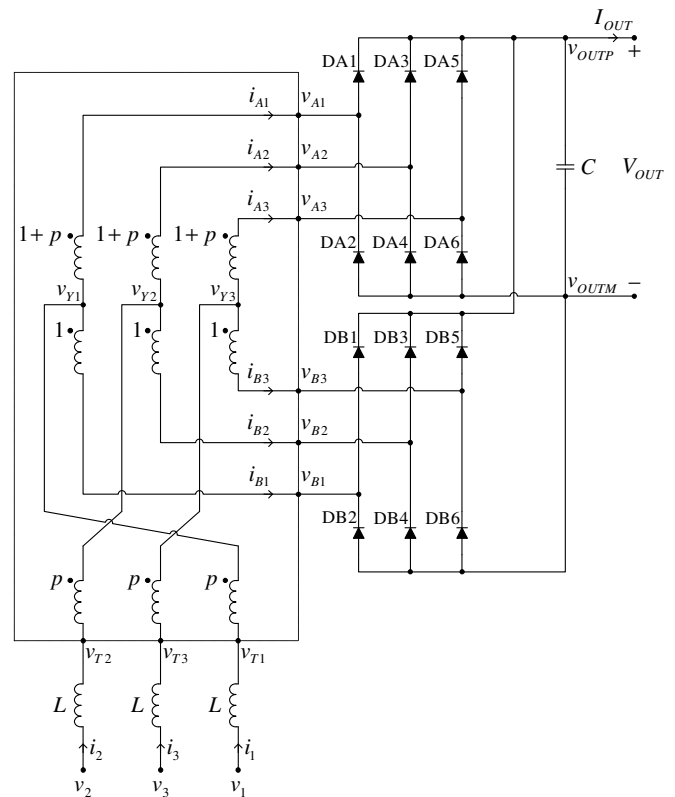 I_OUT
DA1 DA3 DA5
v_OUTP +
i_A1 v_A1
i_A2 v_A2
C V_OUT
i_A3 v_A3
1+p 1+p 1+p
DA2 DA4 DA6
v_Y1 v_Y2 v_Y3
v_OUTM −
1 1 1
DB1 DB3 DB5
i_B3 v_B3
i_B2 v_B2
i_B1 v_B1
DB2 DB4 DB6
p p p
v_T2 v_T3 v_T1
L L L
i_2 i_3 i_1
v_2 v_3 v_1